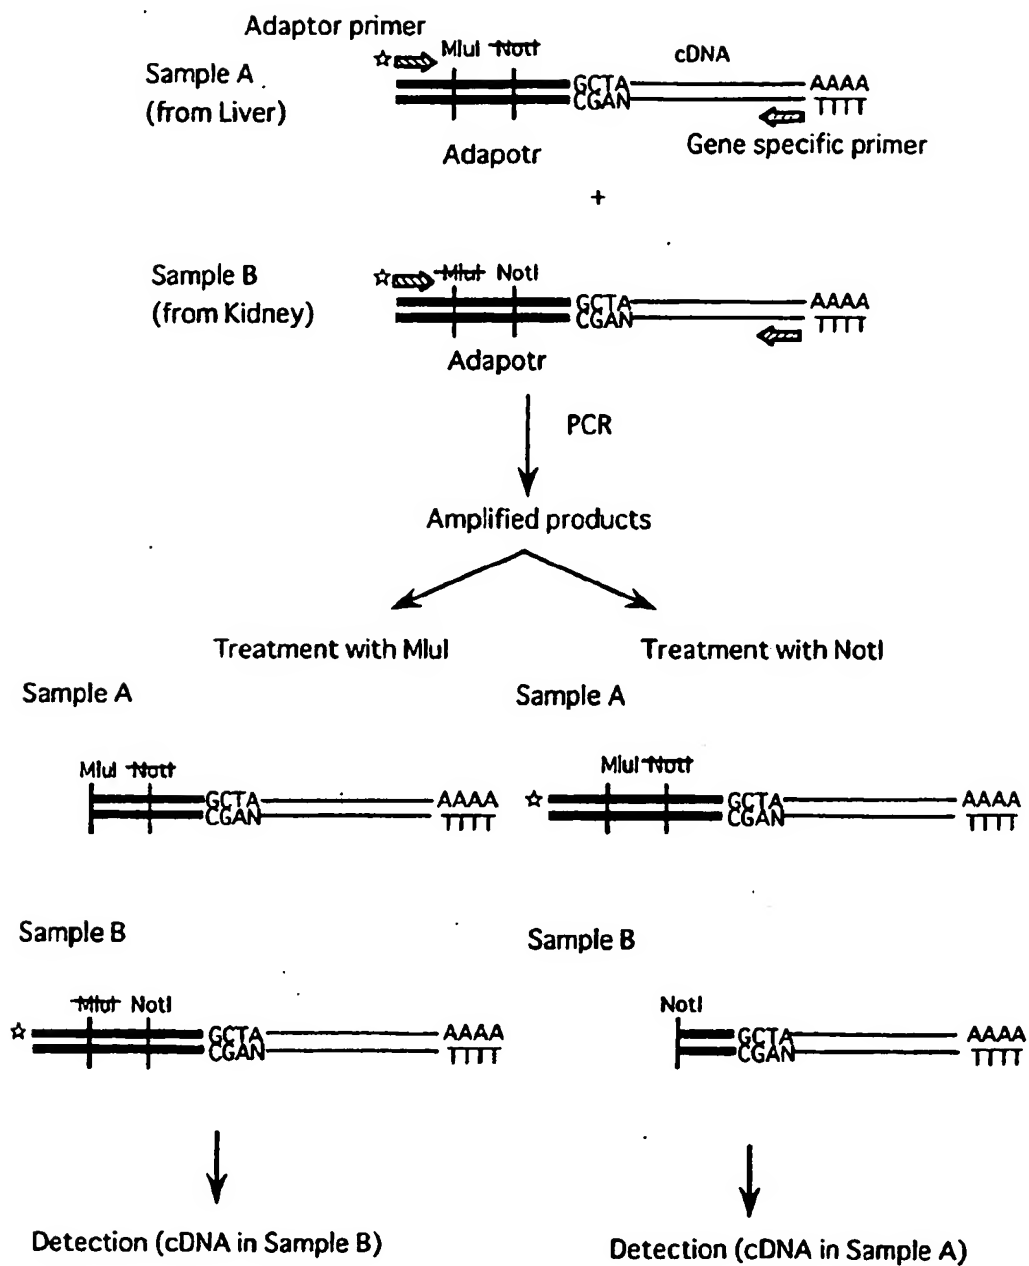 Adaptor primer
☆ MluI NotI cDNA
Sample A
(from Liver)
GCTA AAAA
CGAN TTTT
Gene specific primer
Adapotr
+
Sample B
(from Kidney)
☆ MluI NotI
GCTA AAAA
CGAN TTTT
Adapotr
PCR
Amplified products
Treatment with MluI
Treatment with NotI
Sample A
Sample A
MluI NotI
GCTA AAAA
CGAN TTTT
MluI NotI
☆ GCTA AAAA
CGAN TTTT
Sample B
Sample B
MluI NotI
☆ GCTA AAAA
CGAN TTTT
NotI
GCTA AAAA
CGAN TTTT
Detection (cDNA in Sample B)
Detection (cDNA in Sample A)